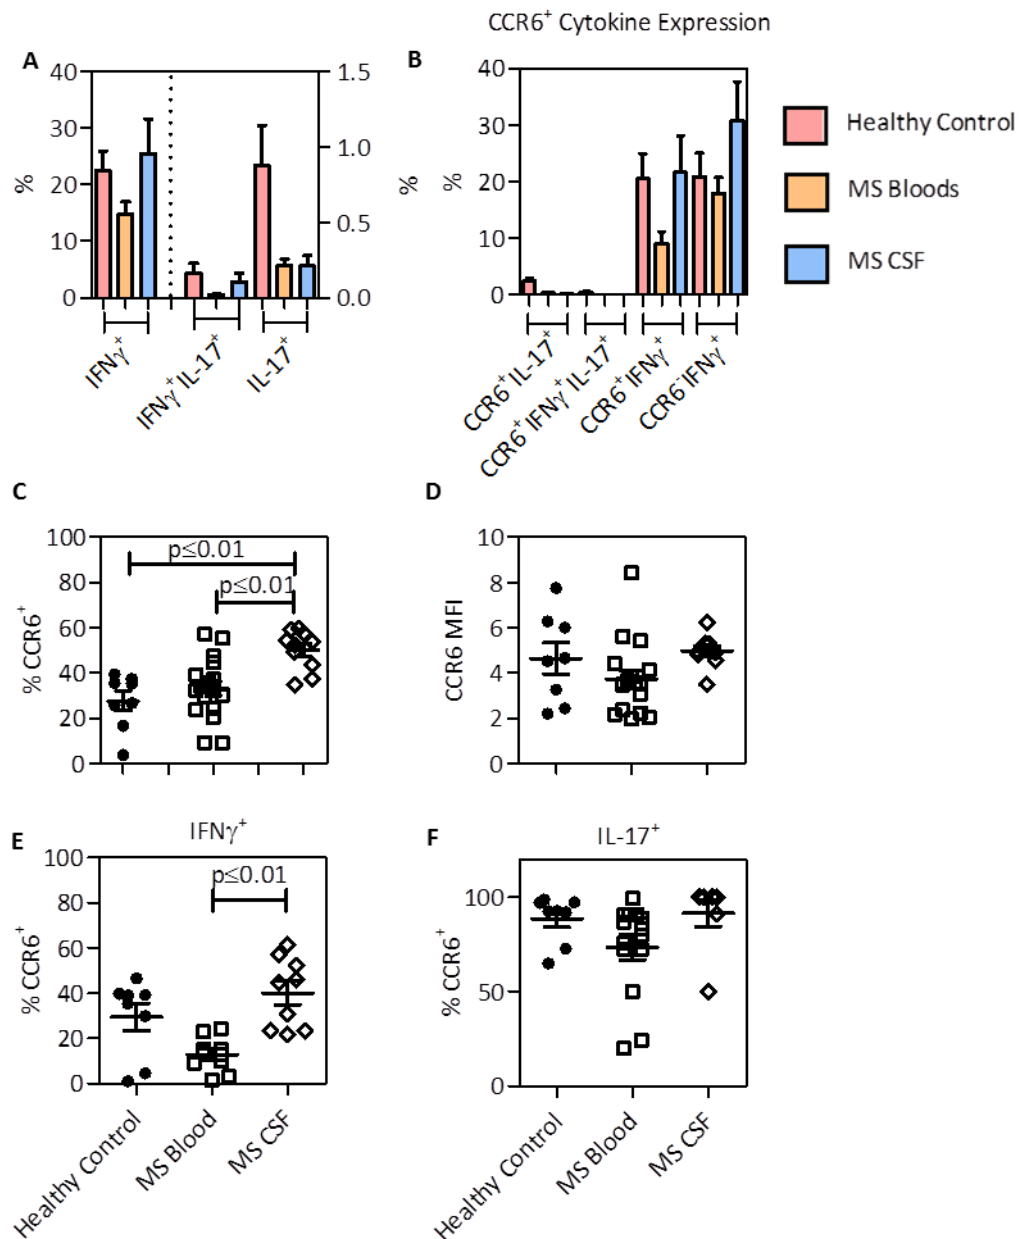 CCR6⁺ Cytokine Expression
A
40
30
20
10
0
%
1.5
1.0
0.5
0.0
%
IFNγ⁺
IFNγ⁺IL-17⁺
IL-17⁺
B
40
30
20
10
0
%
CCR6⁺IL-17⁺
CCR6⁺IFNγ⁺IL-17⁺
CCR6⁺IFNγ⁺
CCR6⁻IFNγ⁺
Healthy Control
MS Bloods
MS CSF
C
100
80
60
40
20
0
% CCR6⁺
p≤0.01
p≤0.01
D
10
8
6
4
2
0
CCR6 MFI
E
IFNγ⁺
100
80
60
40
20
0
% CCR6⁺
p≤0.01
Healthy Control
MS Blood
MS CSF
F
IL-17⁺
100
50
0
% CCR6⁺
Healthy Control
MS Blood
MS CSF